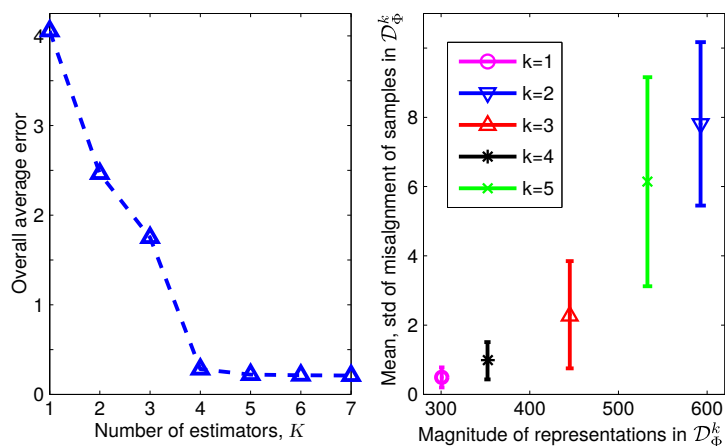 4
3
2
1
0
1 2 3 4 5 6 7
Overall average error
Number of estimators, K
10
8
6
4
2
0
300 400 500 600
Mean, std of misalgnment of samples in 𝒟ᵏ_Φ
Magnitude of representations in 𝒟ᵏ_Φ
k=1
k=2
k=3
k=4
k=5